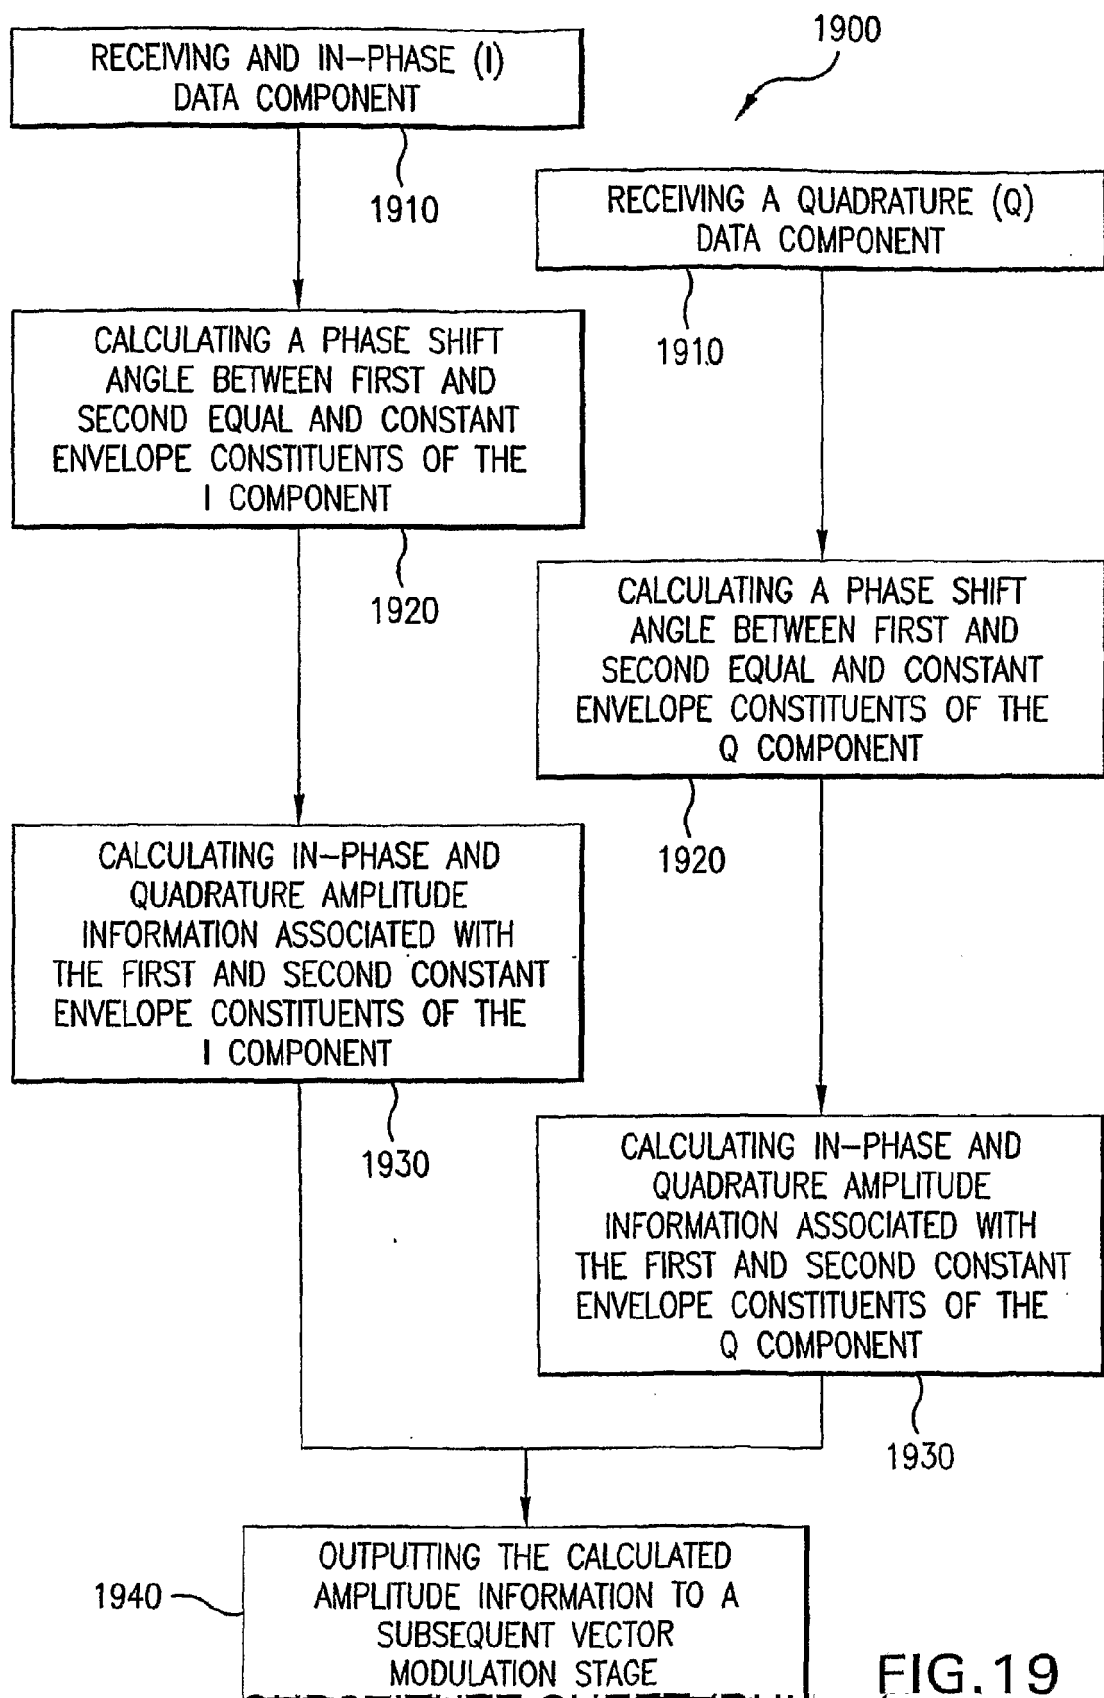 1900
RECEIVING AND IN–PHASE (I)
DATA COMPONENT
1910
RECEIVING A QUADRATURE (Q)
DATA COMPONENT
1910
CALCULATING A PHASE SHIFT
ANGLE BETWEEN FIRST AND
SECOND EQUAL AND CONSTANT
ENVELOPE CONSTITUENTS OF THE
I COMPONENT
1920
CALCULATING A PHASE SHIFT
ANGLE BETWEEN FIRST AND
SECOND EQUAL AND CONSTANT
ENVELOPE CONSTITUENTS OF THE
Q COMPONENT
1920
CALCULATING IN–PHASE AND
QUADRATURE AMPLITUDE
INFORMATION ASSOCIATED WITH
THE FIRST AND SECOND CONSTANT
ENVELOPE CONSTITUENTS OF THE
I COMPONENT
1930
CALCULATING IN–PHASE AND
QUADRATURE AMPLITUDE
INFORMATION ASSOCIATED WITH
THE FIRST AND SECOND CONSTANT
ENVELOPE CONSTITUENTS OF THE
Q COMPONENT
1930
OUTPUTTING THE CALCULATED
AMPLITUDE INFORMATION TO A
SUBSEQUENT VECTOR
MODULATION STAGE
1940
FIG.19